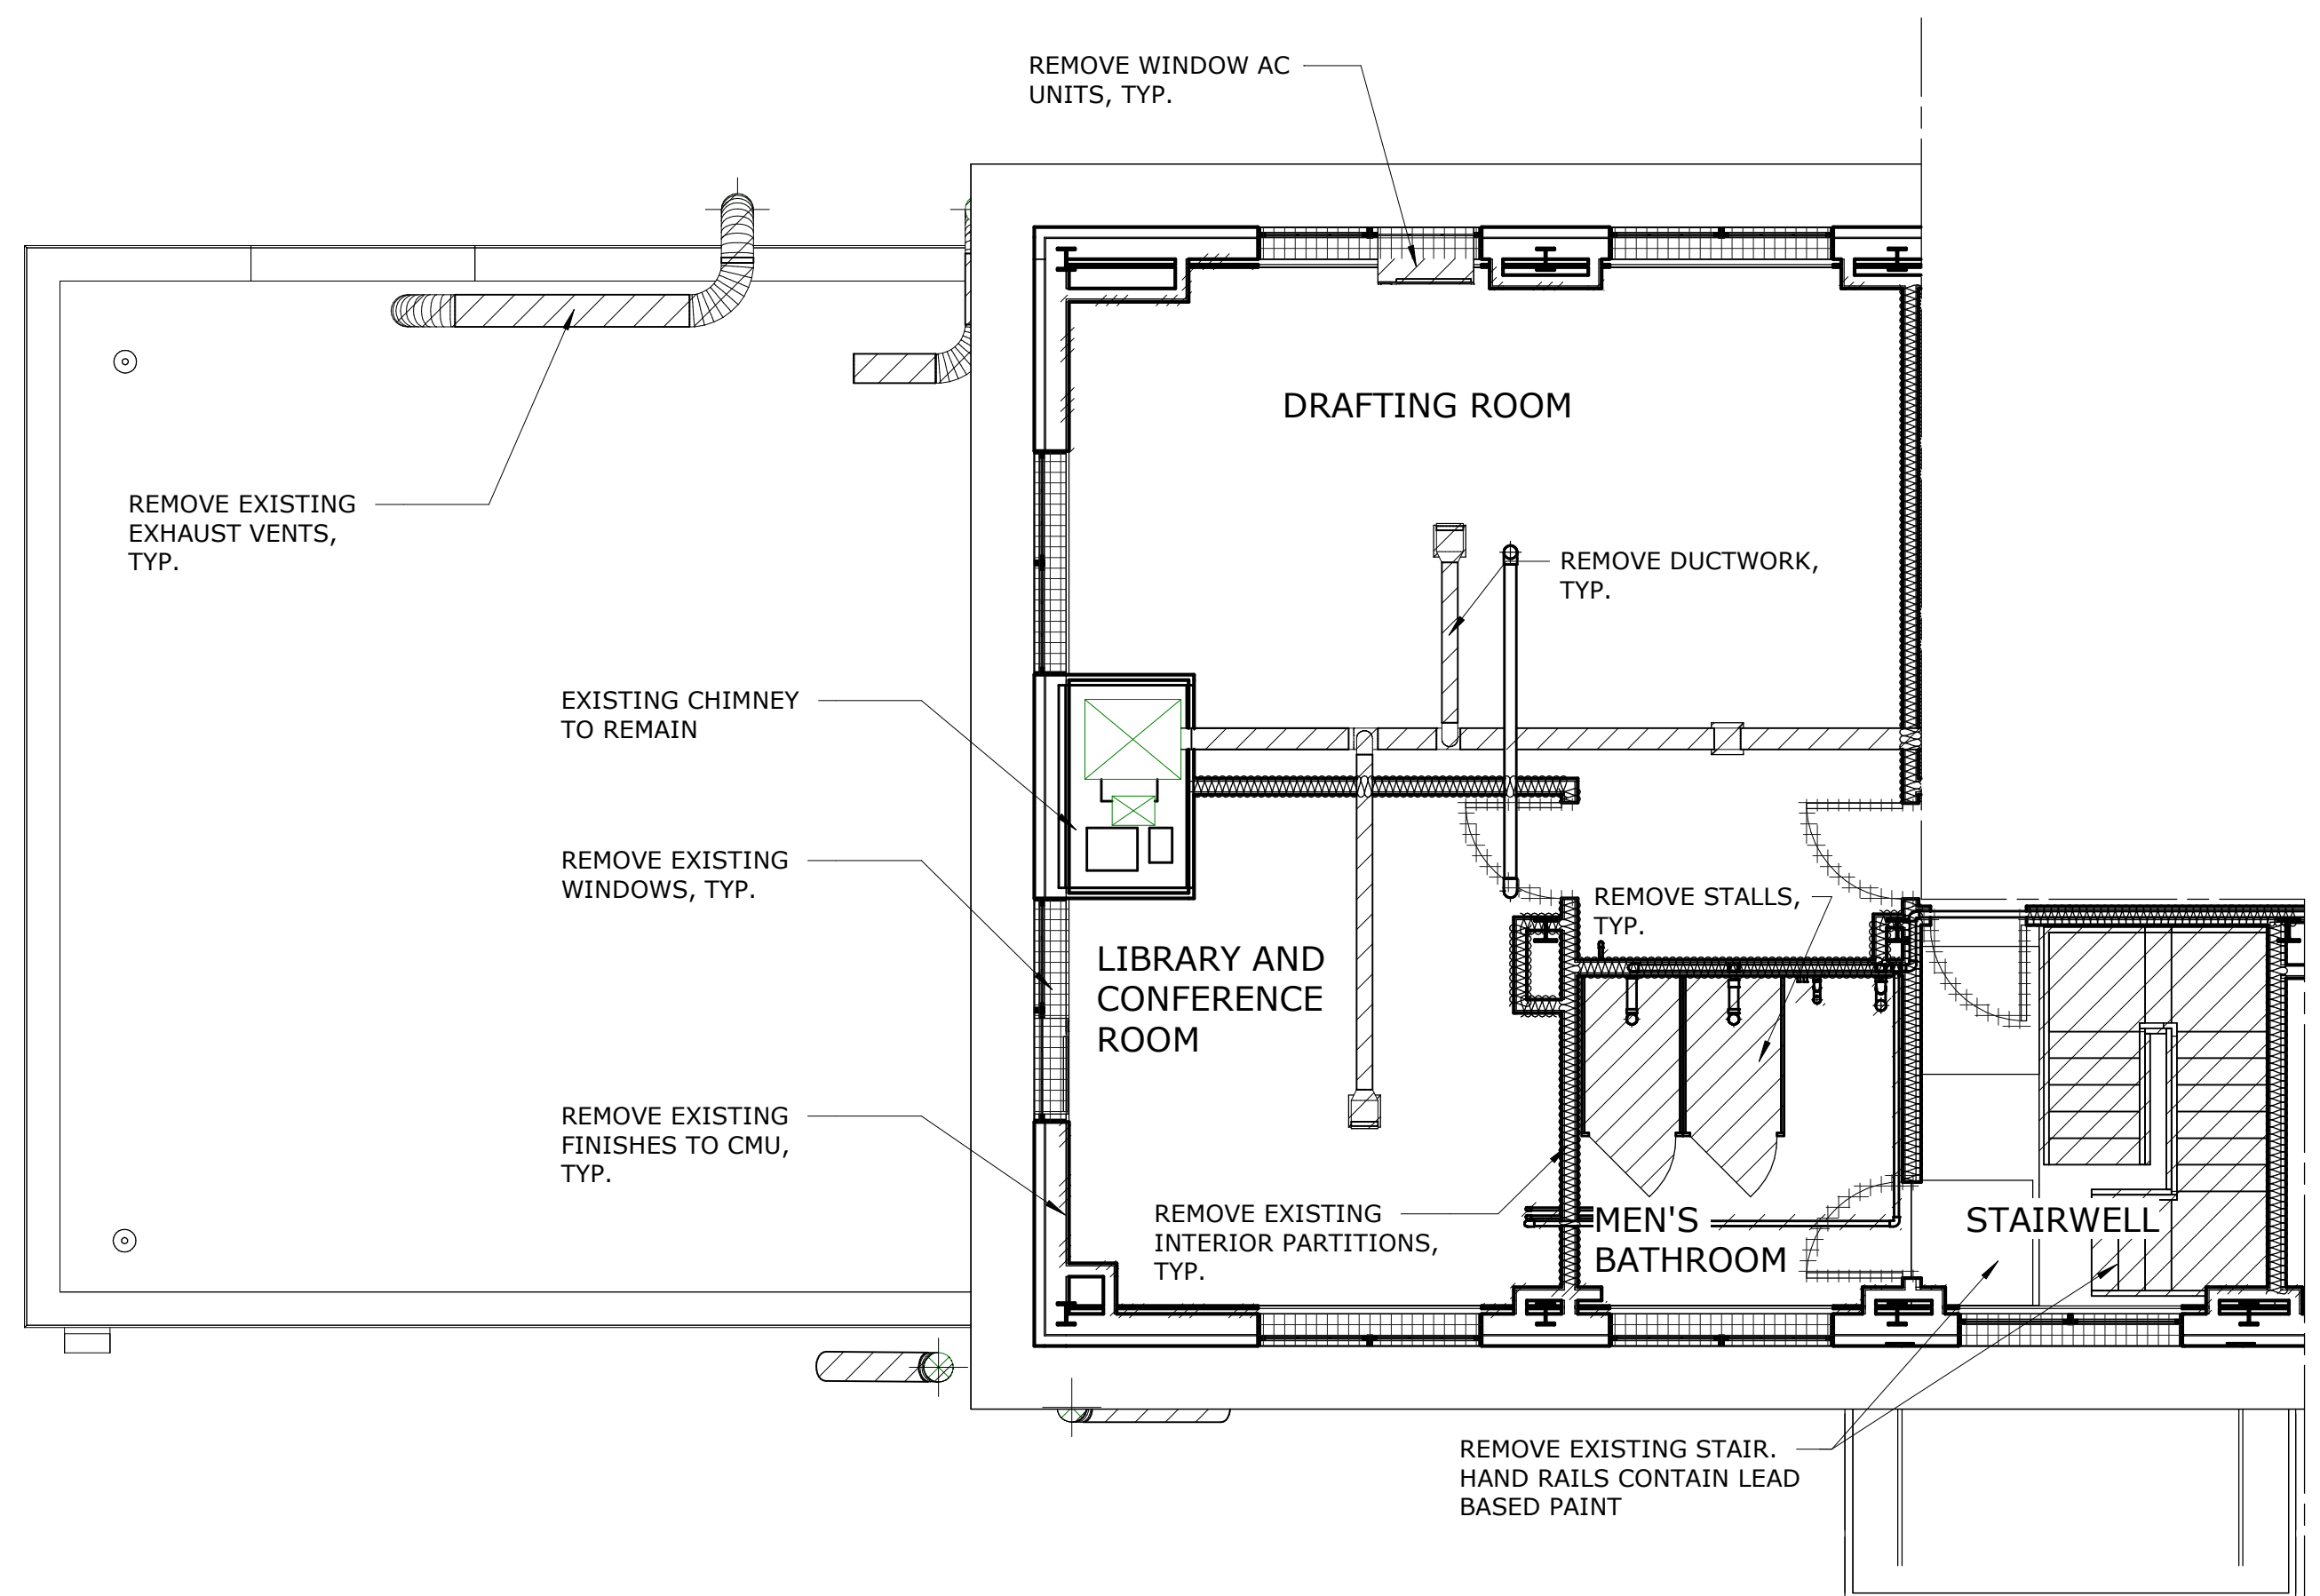 REMOVE WINDOW AC
UNITS, TYP.
DRAFTING ROOM
REMOVE EXISTING
EXHAUST VENTS,
TYP.
REMOVE DUCTWORK,
TYP.
EXISTING CHIMNEY
TO REMAIN
REMOVE EXISTING
WINDOWS, TYP.
REMOVE STALLS,
TYP.
LIBRARY AND
CONFERENCE
ROOM
REMOVE EXISTING
FINISHES TO CMU,
TYP.
REMOVE EXISTING
INTERIOR PARTITIONS,
TYP.
MEN'S
BATHROOM
STAIRWELL
REMOVE EXISTING STAIR.
HAND RAILS CONTAIN LEAD
BASED PAINT